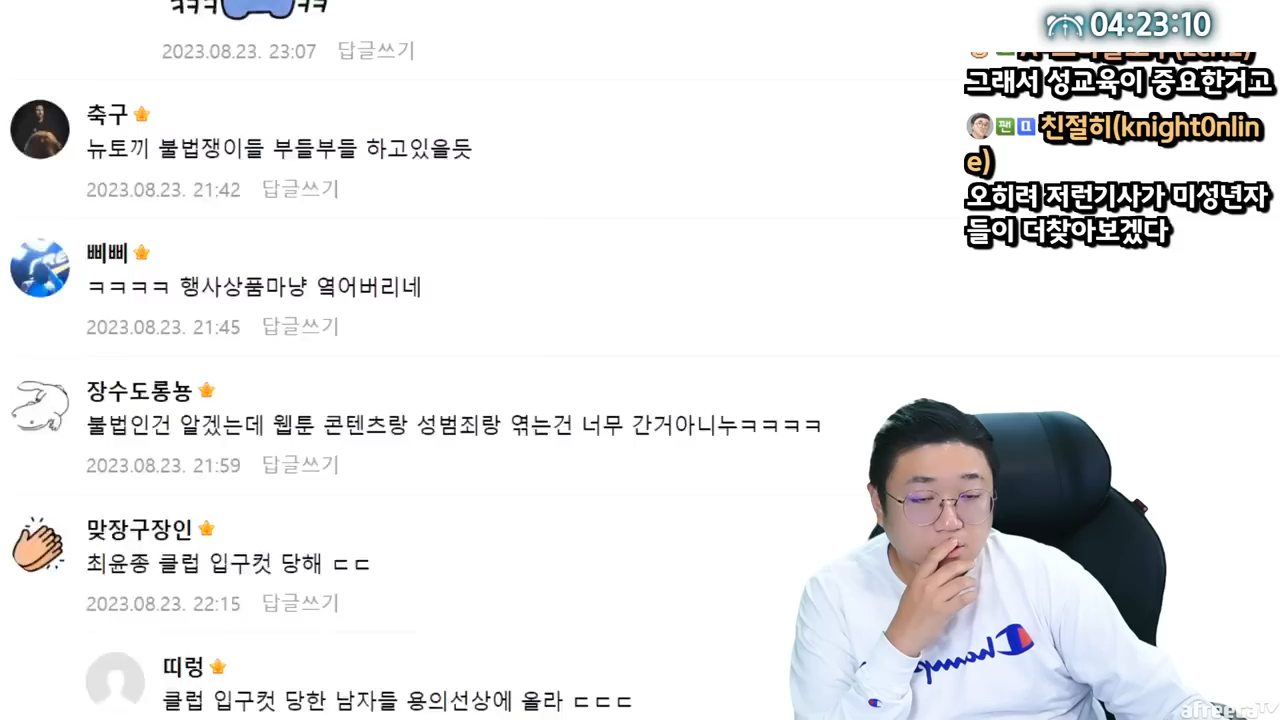 ㅋㅋㅋ ㅋㅋ
2023.08.23. 23:07 답글쓰기
축구
뉴토끼 불법쟁이들 부들부들 하고있을듯
2023.08.23. 21:42 답글쓰기
삐삐
ㅋㅋㅋㅋ 행사상품마냥 엮어버리네
2023.08.23. 21:45 답글쓰기
장수도롱뇽
불법인건 알겠는데 웹툰 콘텐츠랑 성범죄랑 엮는건 너무 간거아니누ㅋㅋㅋㅋ
2023.08.23. 21:59 답글쓰기
맞장구장인
최윤종 클럽 입구컷 당해 ㄷㄷ
2023.08.23. 22:15 답글쓰기
띠렁
클럽 입구컷 당한 남자들 용의선상에 올라 ㄷㄷㄷ
04:23:10
그래서 성교육이 중요한거고
팬 친절히(knight0nlin
e)
오히려 저런기사가 미성년자
들이 더찾아보겠다
Champ
afreecaTV